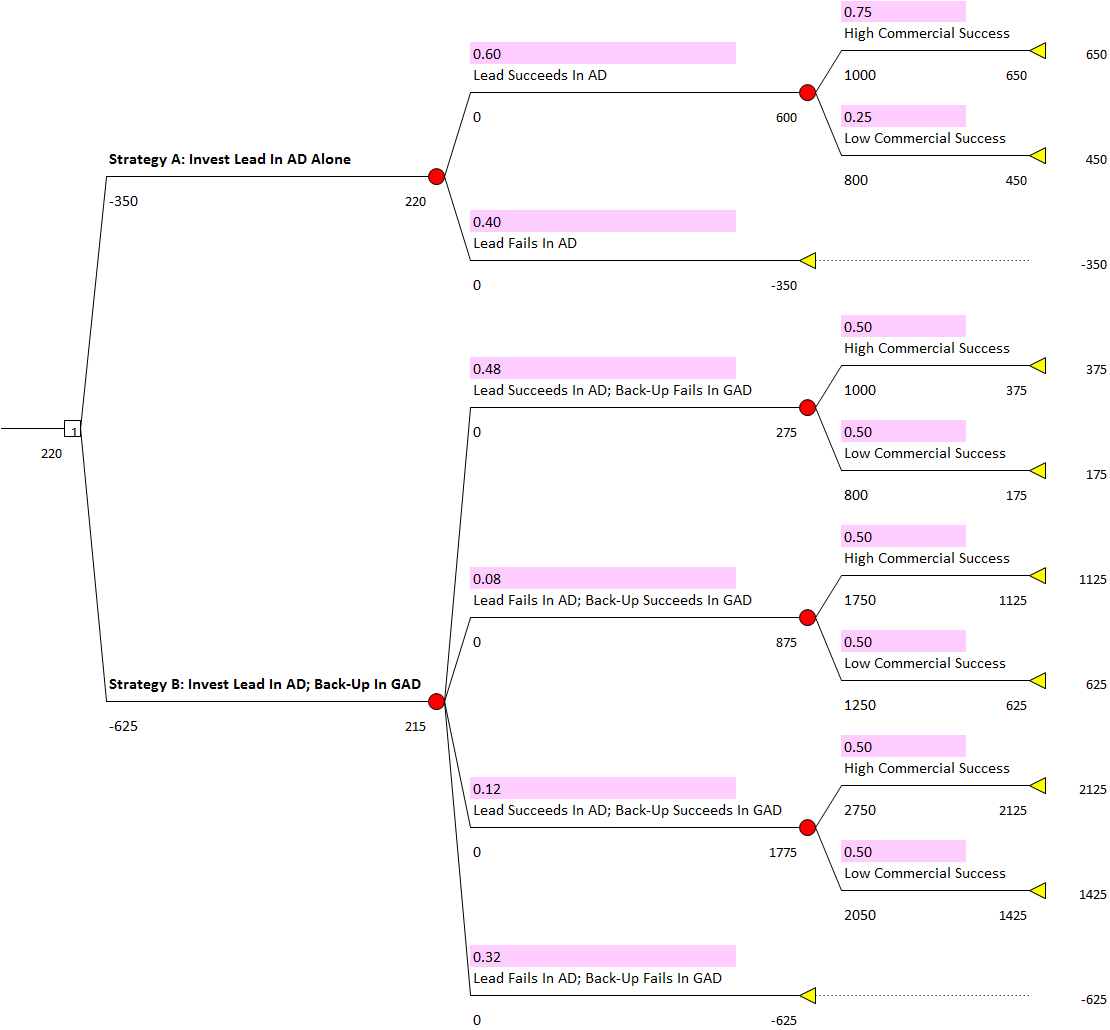 0.75
High Commercial Success
1000 650 650
0.60
Lead Succeeds In AD
0 600
0.25
Low Commercial Success
800 450 450
Strategy A: Invest Lead In AD Alone
-350 220
0.40
Lead Fails In AD
0 -350 -350
0.50
High Commercial Success
1000 375 375
0.48
Lead Succeeds In AD; Back-Up Fails In GAD
0 275
0.50
Low Commercial Success
800 175 175
1
220
0.50
High Commercial Success
1750 1125 1125
0.08
Lead Fails In AD; Back-Up Succeeds In GAD
0 875
0.50
Low Commercial Success
1250 625 625
Strategy B: Invest Lead In AD; Back-Up In GAD
-625 215
0.50
High Commercial Success
2750 2125 2125
0.12
Lead Succeeds In AD; Back-Up Succeeds In GAD
0 1775
0.50
Low Commercial Success
2050 1425 1425
0.32
Lead Fails In AD; Back-Up Fails In GAD
0 -625 -625